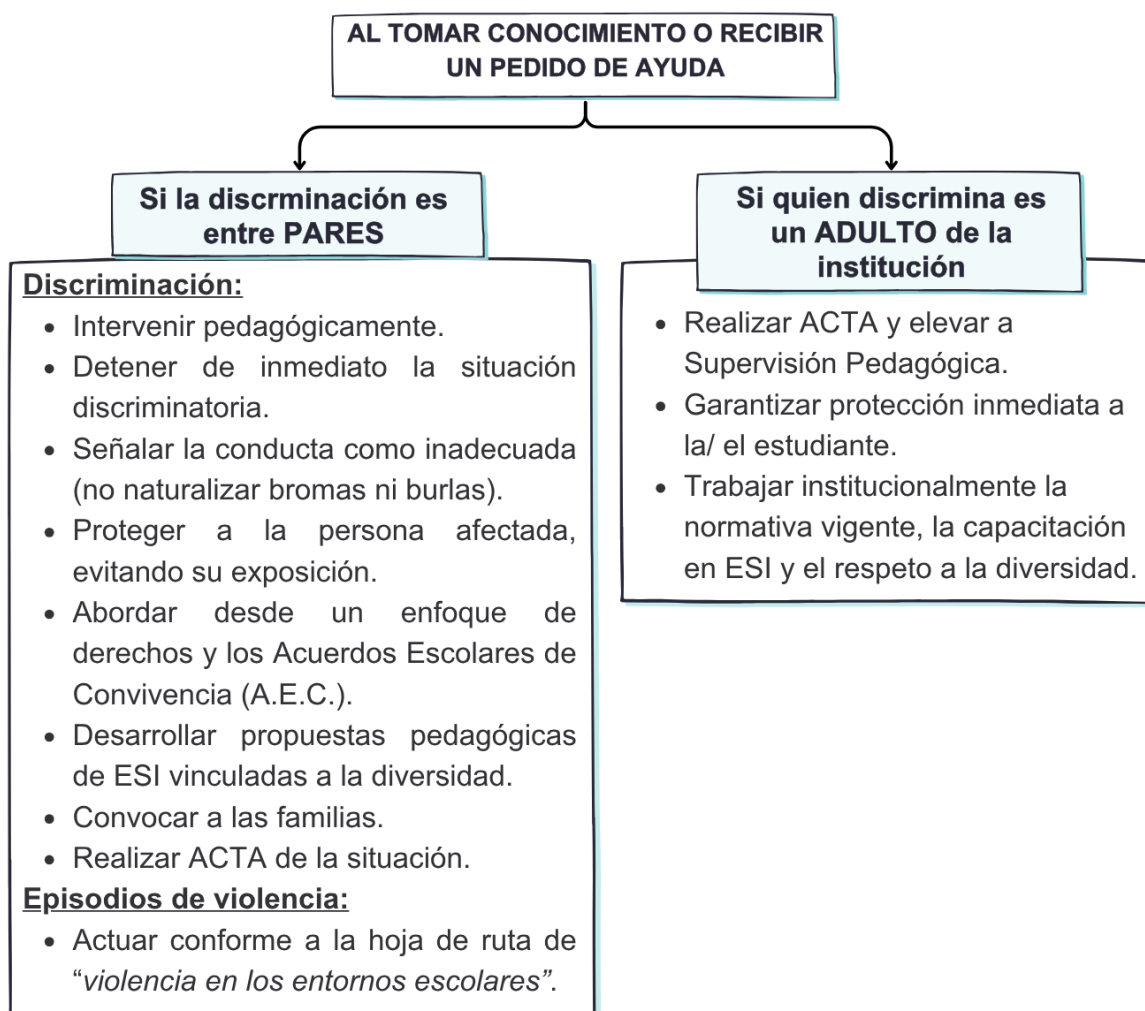 AL TOMAR CONOCIMIENTO O RECIBIR
UN PEDIDO DE AYUDA
Si la discrminación es
entre PARES
Discriminación:
• Intervenir pedagógicamente.
• Detener de inmediato la situación
discriminatoria.
• Señalar la conducta como inadecuada
(no naturalizar bromas ni burlas).
• Proteger a la persona afectada,
evitando su exposición.
• Abordar desde un enfoque de
derechos y los Acuerdos Escolares de
Convivencia (A.E.C.).
• Desarrollar propuestas pedagógicas
de ESI vinculadas a la diversidad.
• Convocar a las familias.
• Realizar ACTA de la situación.
Episodios de violencia:
• Actuar conforme a la hoja de ruta de
“violencia en los entornos escolares”.
Si quien discrimina es
un ADULTO de la
institución
• Realizar ACTA y elevar a
Supervisión Pedagógica.
• Garantizar protección inmediata a
la/ el estudiante.
• Trabajar institucionalmente la
normativa vigente, la capacitación
en ESI y el respeto a la diversidad.